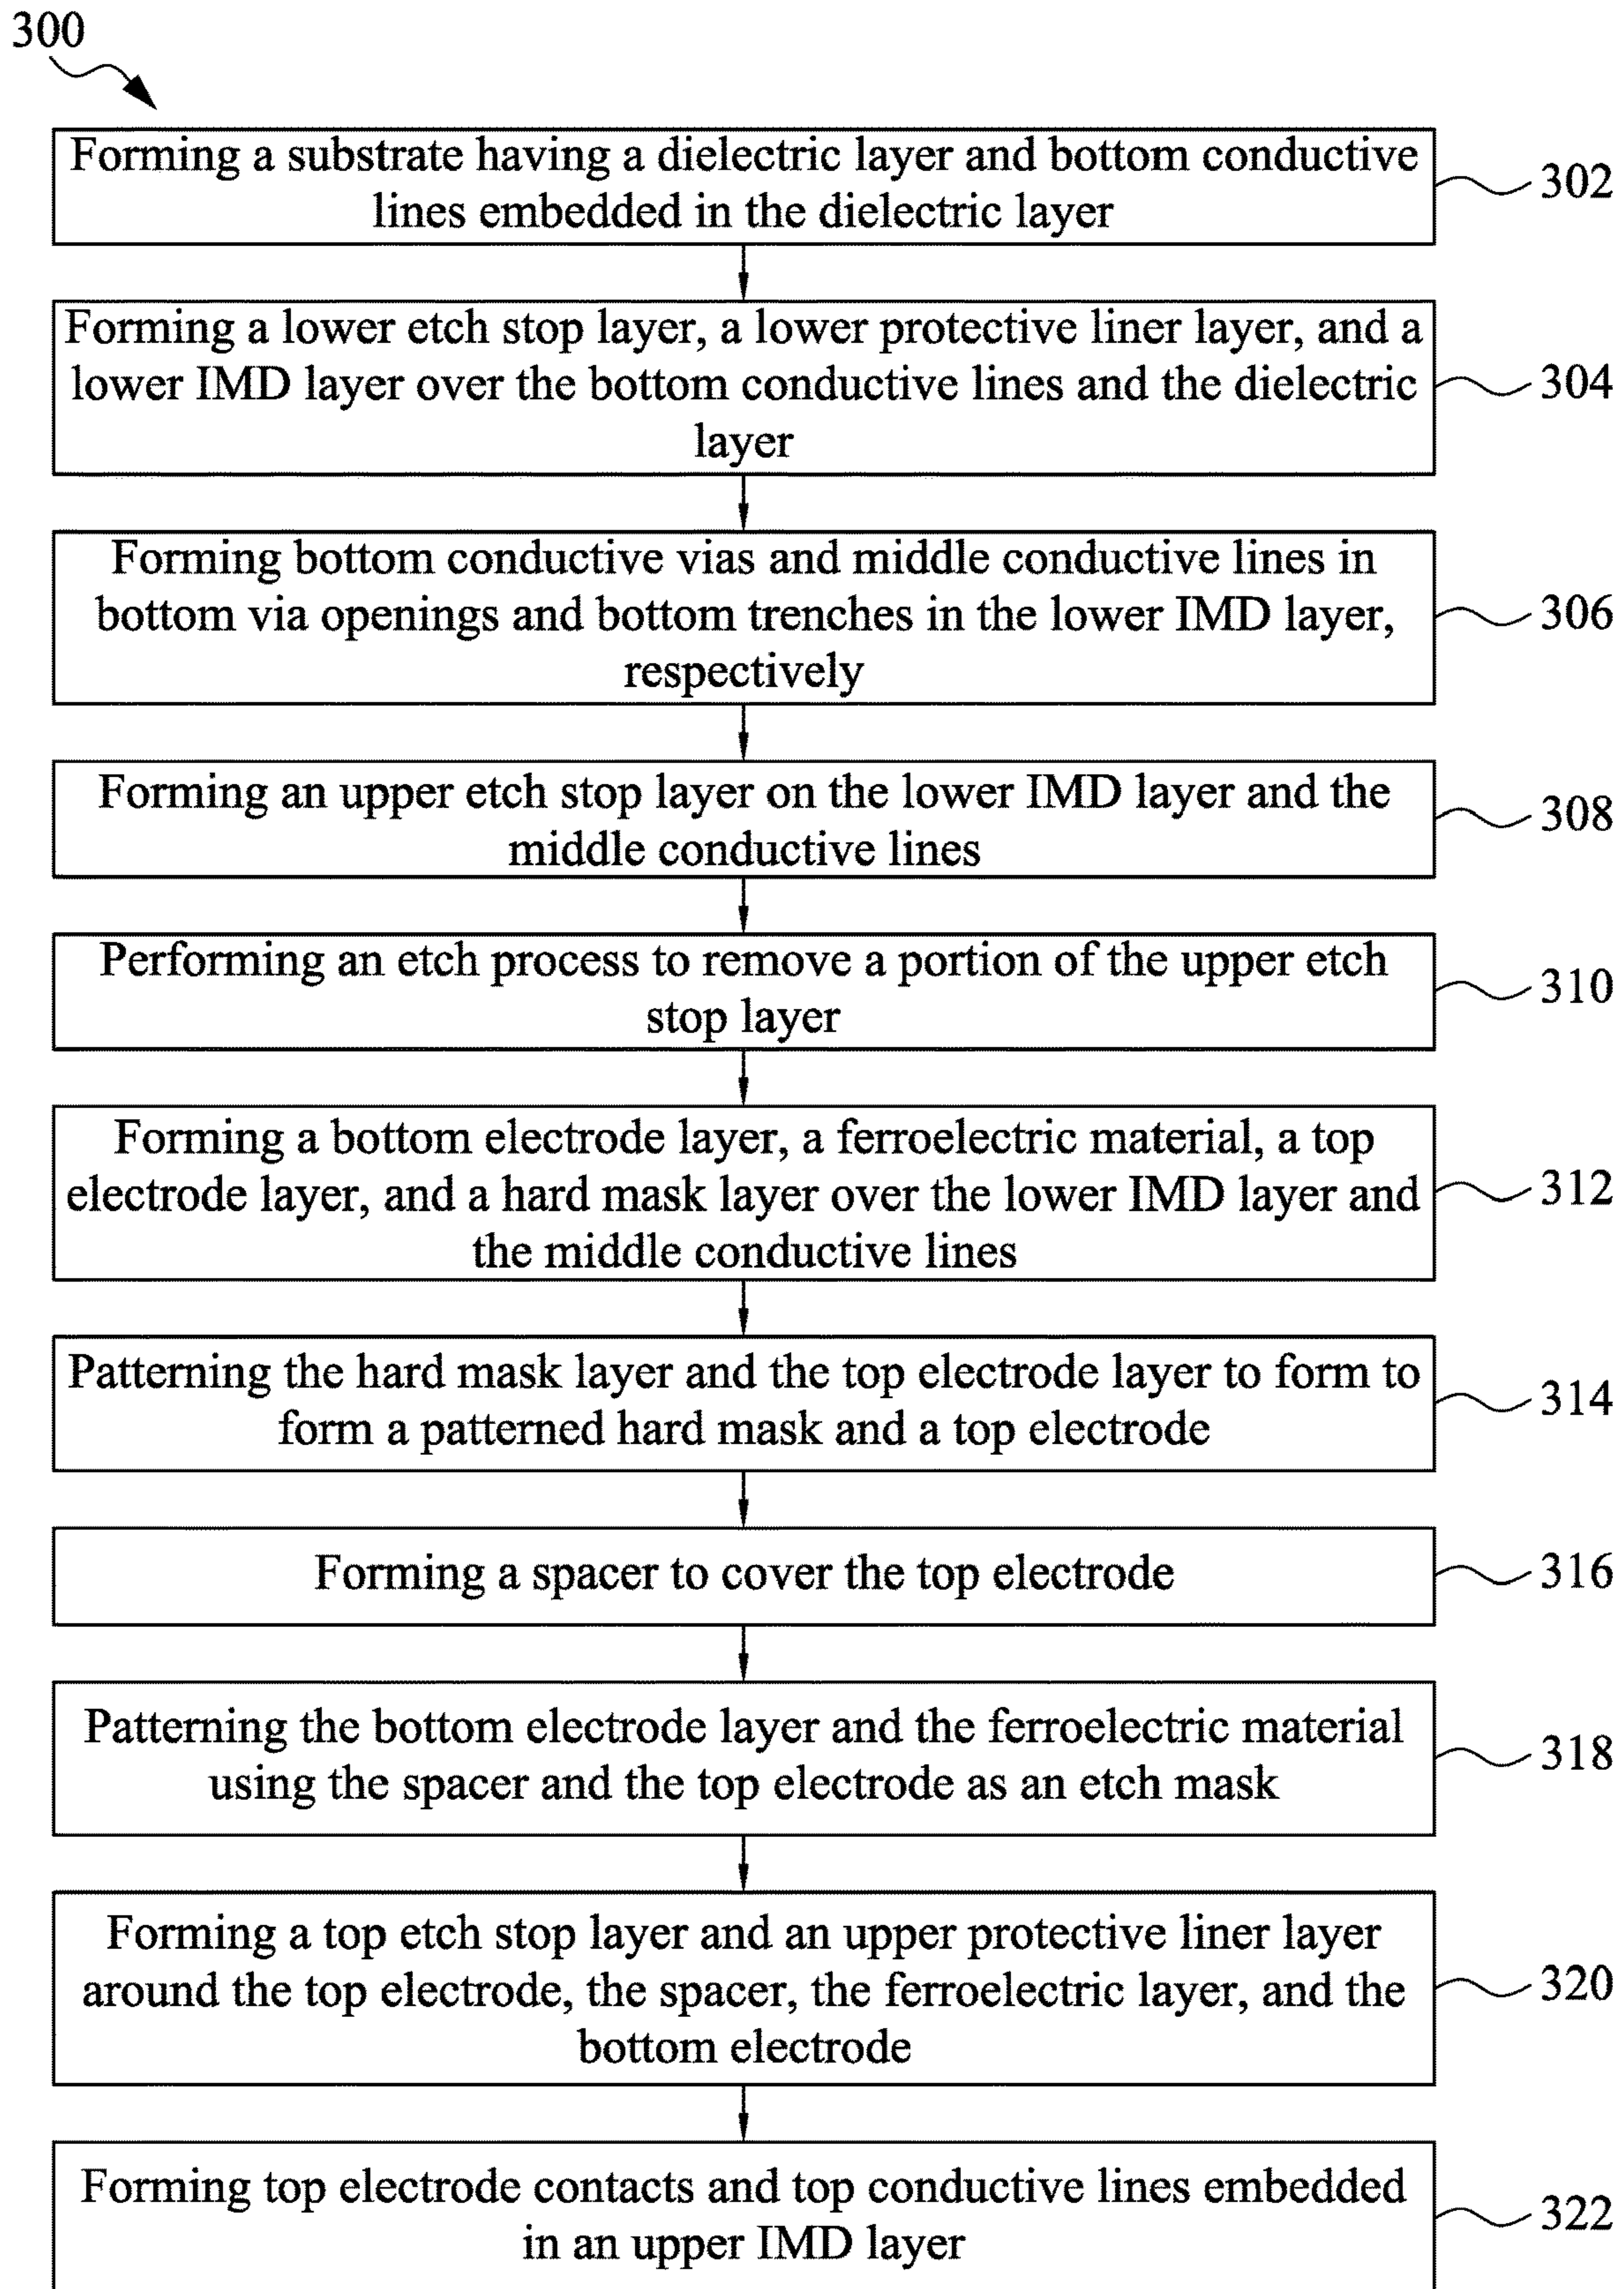 300
Forming a substrate having a dielectric layer and bottom conductive
lines embedded in the dielectric layer
302
Forming a lower etch stop layer, a lower protective liner layer, and a
lower IMD layer over the bottom conductive lines and the dielectric
layer
304
Forming bottom conductive vias and middle conductive lines in
bottom via openings and bottom trenches in the lower IMD layer,
respectively
306
Forming an upper etch stop layer on the lower IMD layer and the
middle conductive lines
308
Performing an etch process to remove a portion of the upper etch
stop layer
310
Forming a bottom electrode layer, a ferroelectric material, a top
electrode layer, and a hard mask layer over the lower IMD layer and
the middle conductive lines
312
Patterning the hard mask layer and the top electrode layer to form to
form a patterned hard mask and a top electrode
314
Forming a spacer to cover the top electrode
316
Patterning the bottom electrode layer and the ferroelectric material
using the spacer and the top electrode as an etch mask
318
Forming a top etch stop layer and an upper protective liner layer
around the top electrode, the spacer, the ferroelectric layer, and the
bottom electrode
320
Forming top electrode contacts and top conductive lines embedded
in an upper IMD layer
322